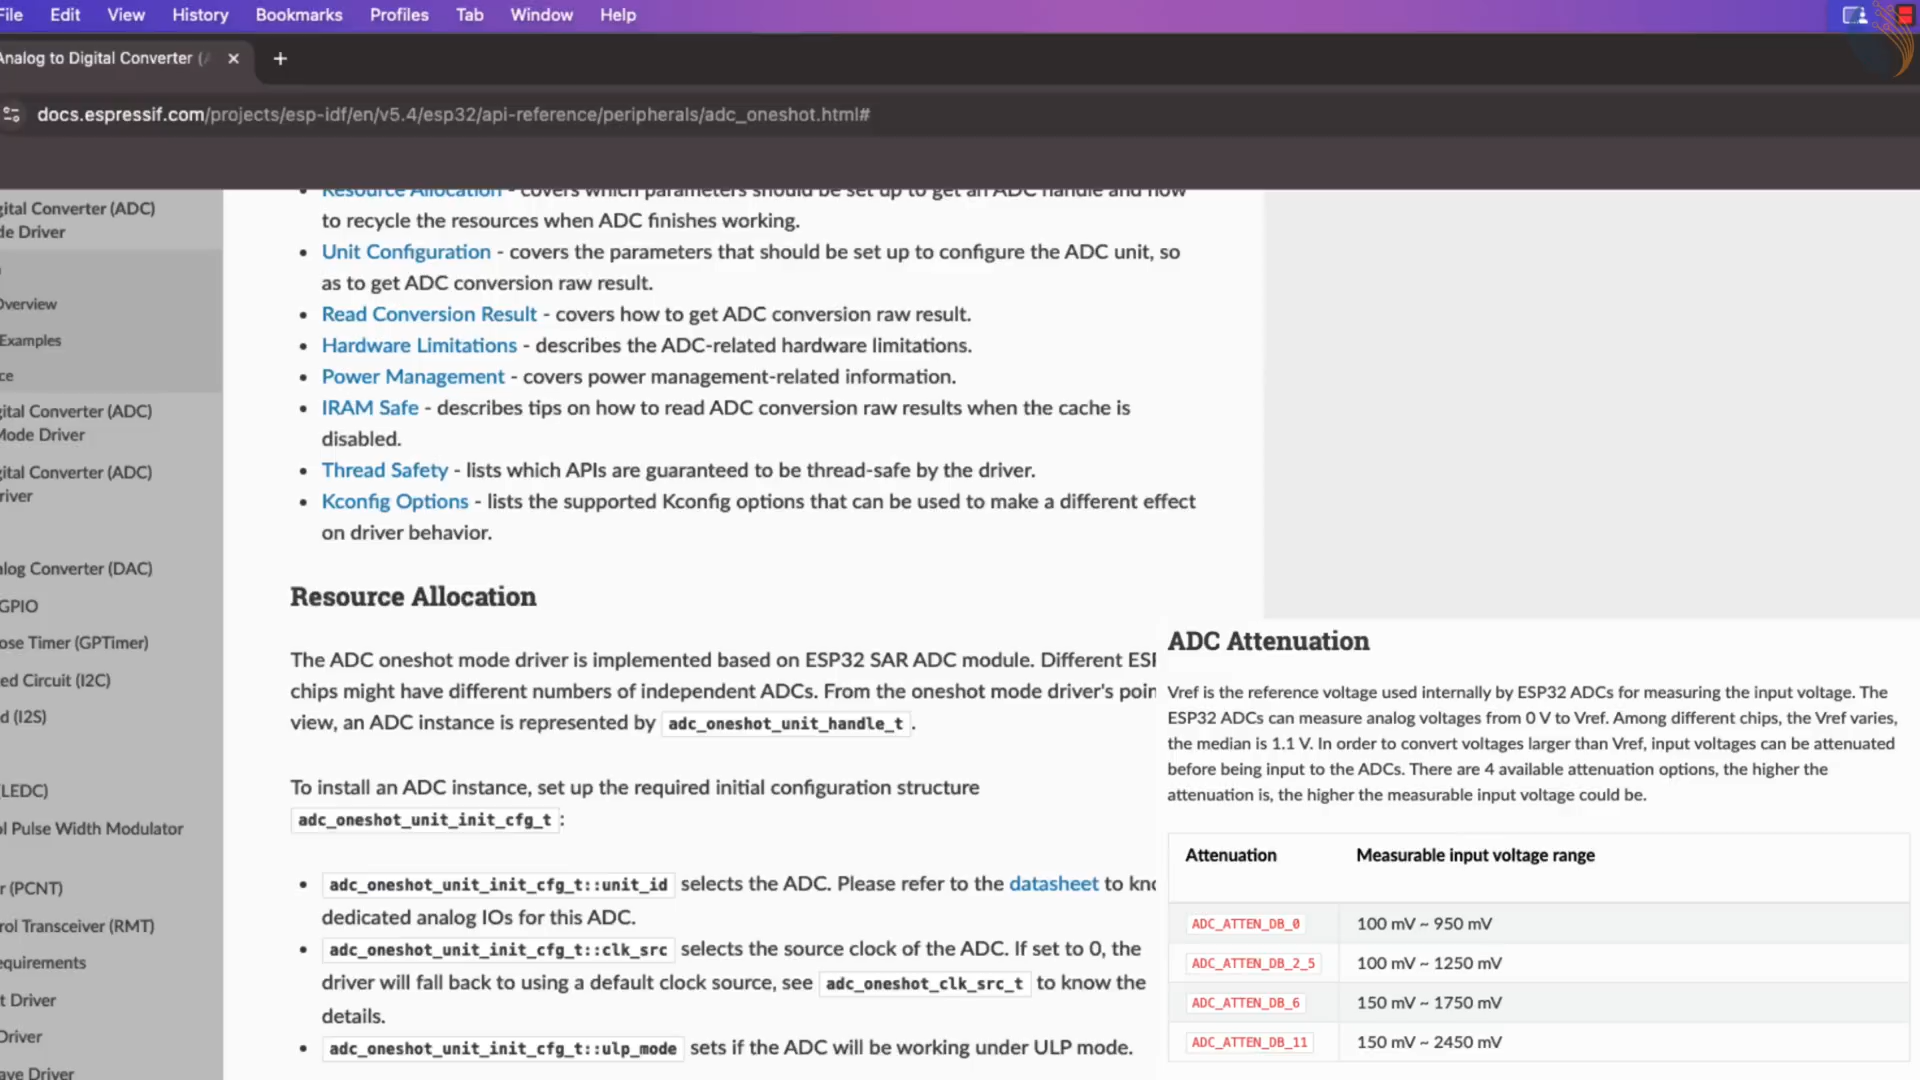 File Edit View History Bookmarks Profiles Tab Window Help
Analog to Digital Converter (
docs.espressif.com/projects/esp-idf/en/v5.4/esp32/api-reference/peripherals/adc_oneshot.html#
gital Converter (ADC)
de Driver
Overview
Examples
ce
gital Converter (ADC)
Mode Driver
gital Converter (ADC)
river
alog Converter (DAC)
GPIO
ose Timer (GPTimer)
ed Circuit (I2C)
d (I2S)
(LEDC)
ol Pulse Width Modulator
r (PCNT)
rol Transceiver (RMT)
equirements
t Driver
Driver
ave Driver
• Resource Allocation - covers which parameters should be set up to get an ADC handle and how
to recycle the resources when ADC finishes working.
• Unit Configuration - covers the parameters that should be set up to configure the ADC unit, so
as to get ADC conversion raw result.
• Read Conversion Result - covers how to get ADC conversion raw result.
• Hardware Limitations - describes the ADC-related hardware limitations.
• Power Management - covers power management-related information.
• IRAM Safe - describes tips on how to read ADC conversion raw results when the cache is
disabled.
• Thread Safety - lists which APIs are guaranteed to be thread-safe by the driver.
• Kconfig Options - lists the supported Kconfig options that can be used to make a different effect
on driver behavior.
Resource Allocation
The ADC oneshot mode driver is implemented based on ESP32 SAR ADC module. Different ESP
chips might have different numbers of independent ADCs. From the oneshot mode driver's poin
view, an ADC instance is represented by adc_oneshot_unit_handle_t.
To install an ADC instance, set up the required initial configuration structure
adc_oneshot_unit_init_cfg_t:
• adc_oneshot_unit_init_cfg_t::unit_id selects the ADC. Please refer to the datasheet to kno
dedicated analog IOs for this ADC.
• adc_oneshot_unit_init_cfg_t::clk_src selects the source clock of the ADC. If set to 0, the
driver will fall back to using a default clock source, see adc_oneshot_clk_src_t to know the
details.
• adc_oneshot_unit_init_cfg_t::ulp_mode sets if the ADC will be working under ULP mode.
ADC Attenuation
Vref is the reference voltage used internally by ESP32 ADCs for measuring the input voltage. The
ESP32 ADCs can measure analog voltages from 0 V to Vref. Among different chips, the Vref varies,
the median is 1.1 V. In order to convert voltages larger than Vref, input voltages can be attenuated
before being input to the ADCs. There are 4 available attenuation options, the higher the
attenuation is, the higher the measurable input voltage could be.
Attenuation Measurable input voltage range
ADC_ATTEN_DB_0 100 mV ~ 950 mV
ADC_ATTEN_DB_2_5 100 mV ~ 1250 mV
ADC_ATTEN_DB_6 150 mV ~ 1750 mV
ADC_ATTEN_DB_11 150 mV ~ 2450 mV